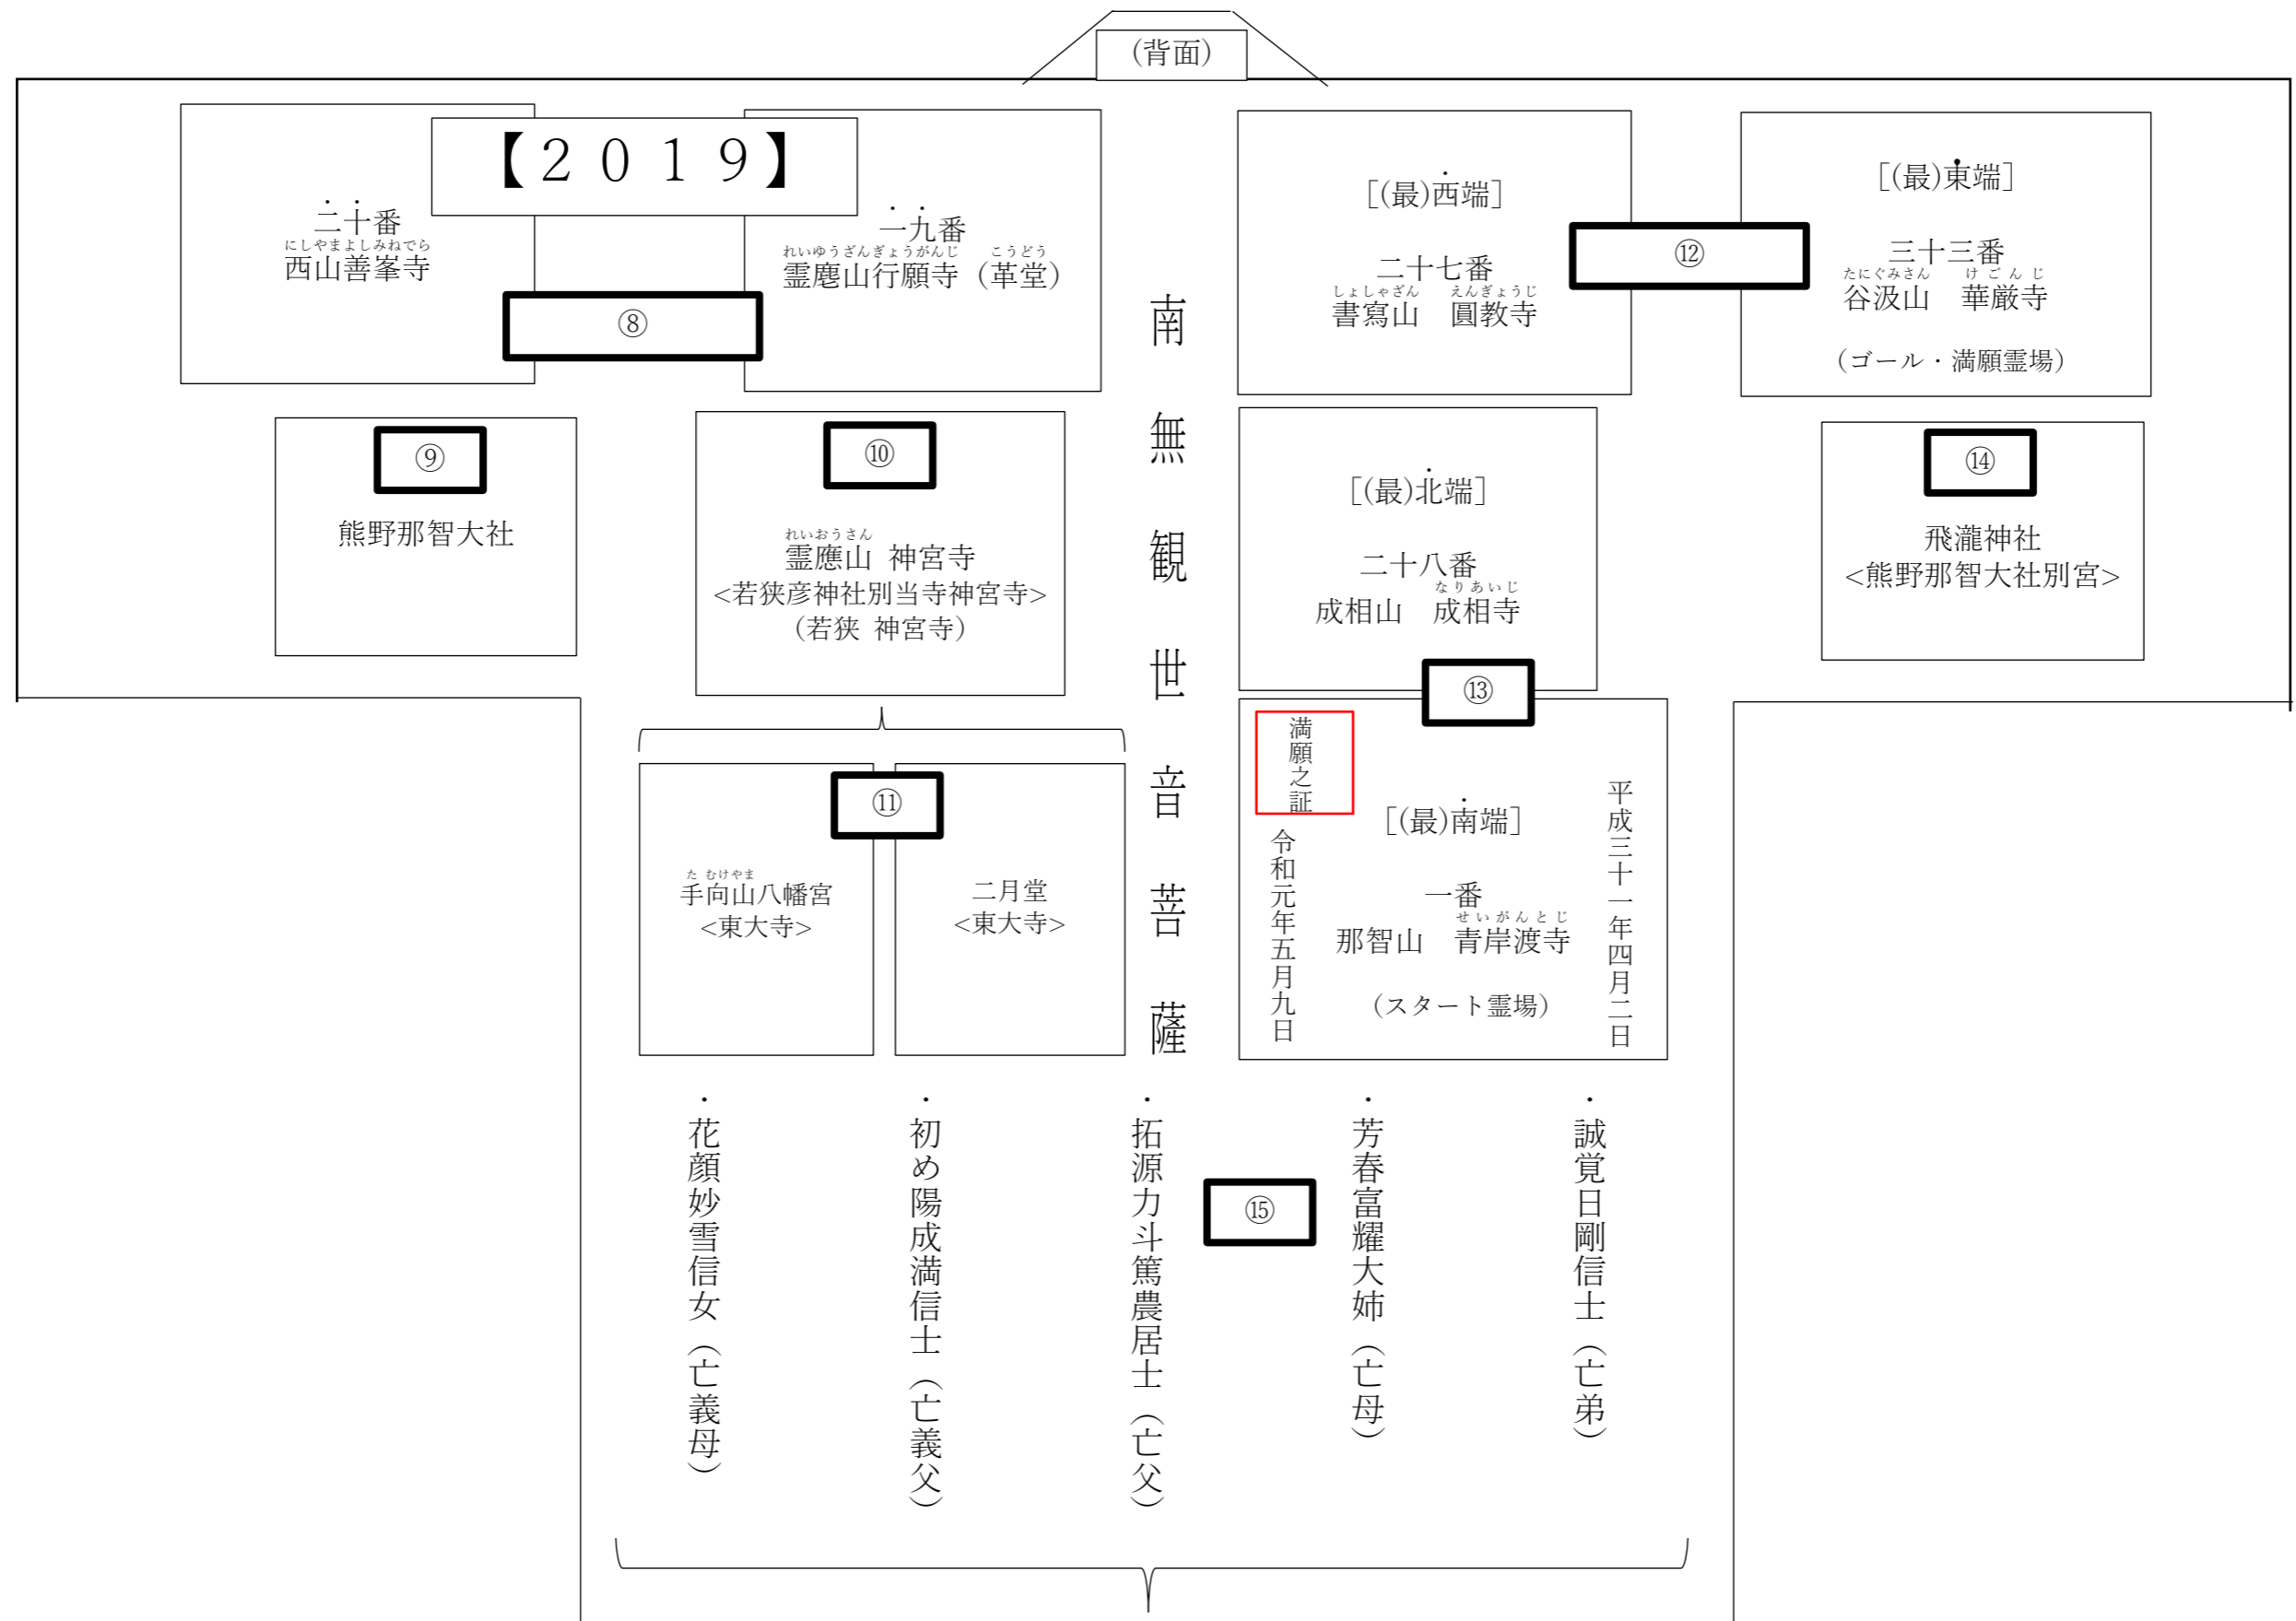 (背面)
【２０１９】
二十番
にしやまよしみねでら
西山善峯寺
一九番
れいゆうざんぎょうがんじ　こうどう
霊麀山行願寺（革堂）
⑧
[(最)西端]
二十七番
しょしゃざん　えんぎょうじ
書寫山　圓教寺
⑫
[(最)東端]
三十三番
たにぐみさん　けごんじ
谷汲山　華厳寺
（ゴール・満願霊場）
⑨
熊野那智大社
⑩
れいおうさん
霊應山 神宮寺
<若狭彦神社別当寺神宮寺>
（若狭 神宮寺）
南無観世音菩薩
[(最)北端]
二十八番
なりあいじ
成相山　成相寺
⑭
飛瀧神社
<熊野那智大社別宮>
⑪
たむけやま
手向山八幡宮
<東大寺>
二月堂
<東大寺>
⑬
平成三十一年四月二日
[(最)南端]
一番
せいがんとじ
那智山　青岸渡寺
（スタート霊場）
満願之証
令和元年五月九日
・誠覚日剛信士（亡弟）
・芳春富耀大姉（亡母）
⑮
・拓源力斗篤農居士（亡父）
・初め陽成満信士（亡義父）
・花顔妙雪信女（亡義母）